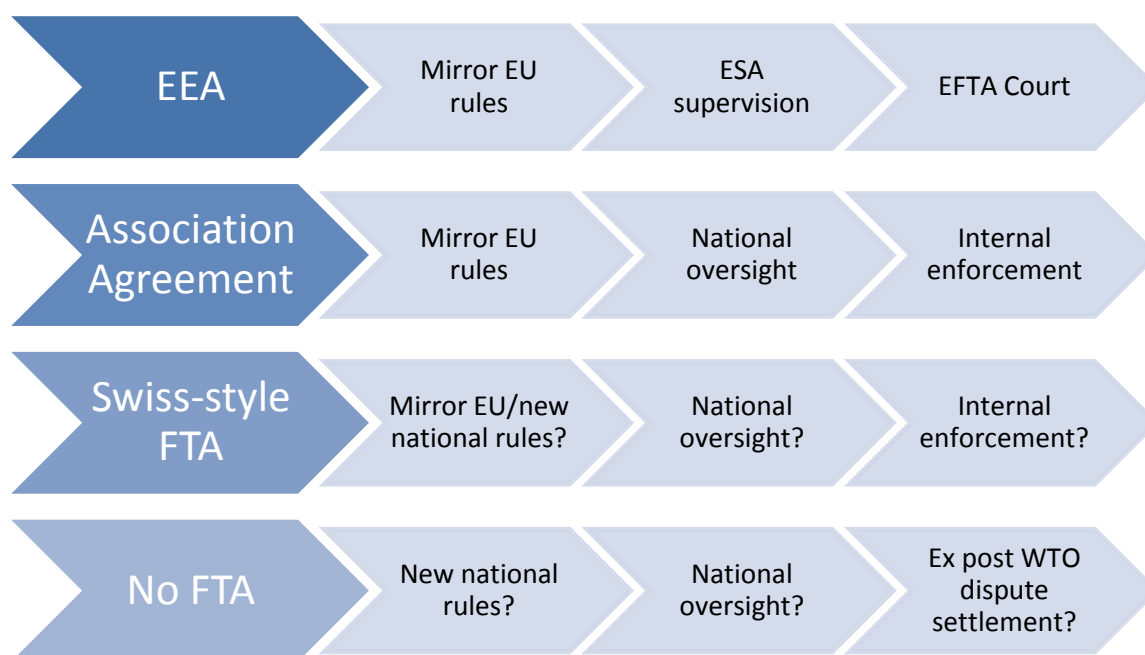 EEA
Mirror EU
rules
ESA
supervision
EFTA Court
Association
Agreement
Mirror EU
rules
National
oversight
Internal
enforcement
Swiss-style
FTA
Mirror EU/new
national rules?
National
oversight?
Internal
enforcement?
No FTA
New national
rules?
National
oversight?
Ex post WTO
dispute
settlement?